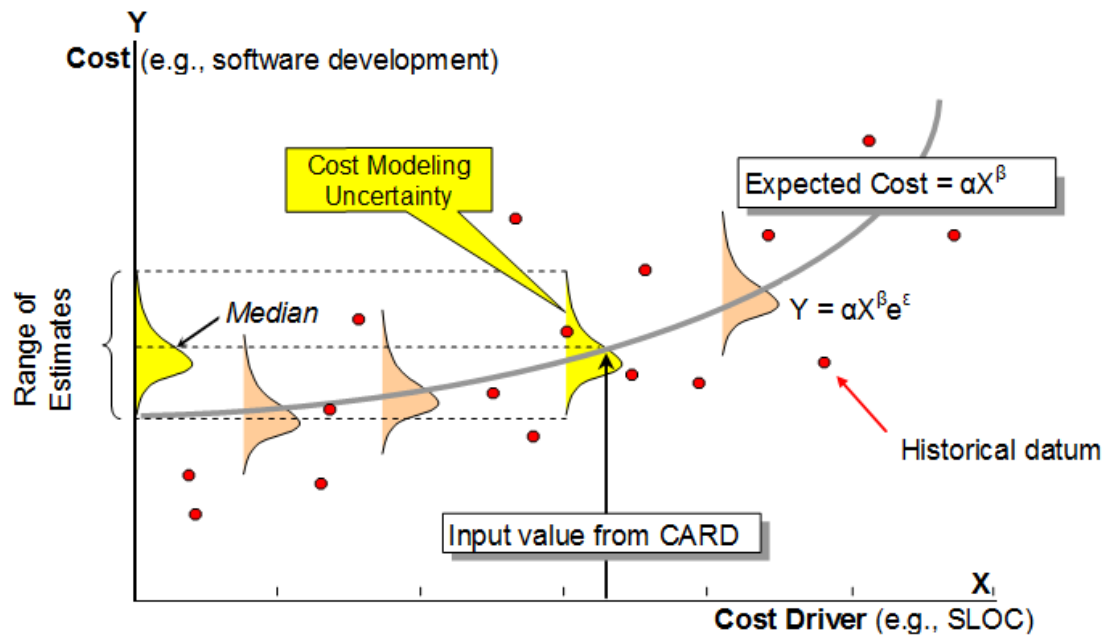 Y
Cost (e.g., software development)
Cost Modeling
Uncertainty
Expected Cost = αX^β
Range of
Estimates
Median
Y = αX^βe^ε
Historical datum
Input value from CARD
X
Cost Driver (e.g., SLOC)